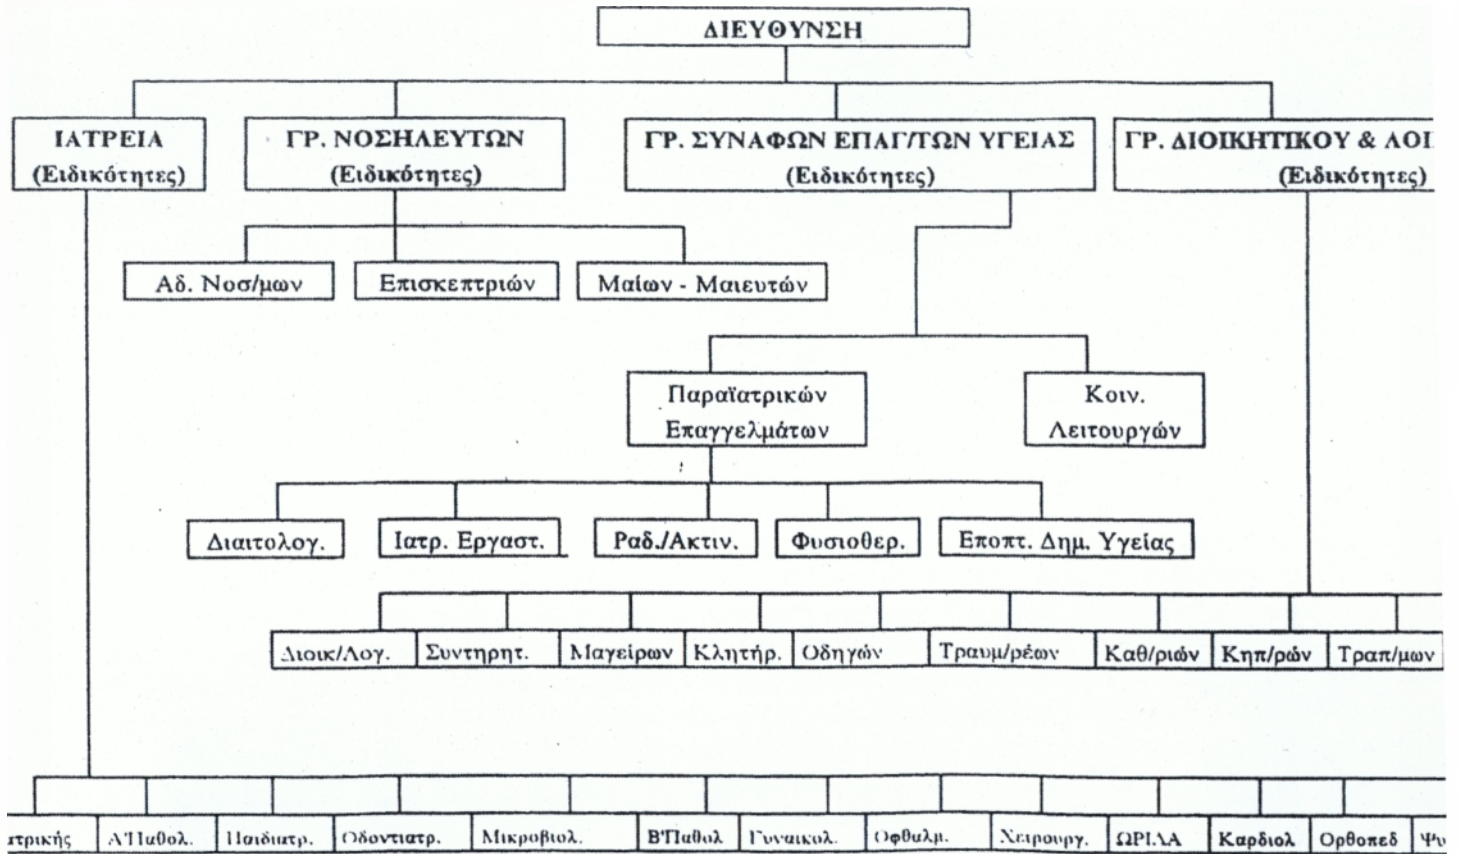 ΔΙΕΥΘΥΝΣΗ
ΙΑΤΡΕΙΑ
(Ειδικότητες)
ΓΡ. ΝΟΣΗΛΕΥΤΩΝ
(Ειδικότητες)
ΓΡ. ΣΥΝΑΦΩΝ ΕΠΑΓ/ΤΩΝ ΥΓΕΙΑΣ
(Ειδικότητες)
ΓΡ. ΔΙΟΙΚΗΤΙΚΟΥ &
(Ειδικότητες)
Αδ. Νοσ/μων
Επισκεπτριών
Μαίων - Μαιευτών
Παραϊατρικών
Επαγγελμάτων
Κοιν.
Λειτουργών
Διαιτολογ.
Ιατρ. Εργαστ.
Ραδ./Ακτιν.
Φυσιοθερ.
Εποπτ. Δημ. Υγείας
Διοικ/Λογ.
Συντηρητ.
Μαγείρων
Κλητήρ.
Οδηγών
Τραυμ/ρέων
Καθ/ριών
Κηπ/ρών
Τραπ/μων
Α'Παθολ.
Παιδιατρ.
Οδοντιατρ.
Μικροβιολ.
Β'Παθολ
Γυναικολ.
Οφθαλμ.
Χειρουργ.
ΩΡΙΛΑ
Καρδιολ
Ορθοπεδ